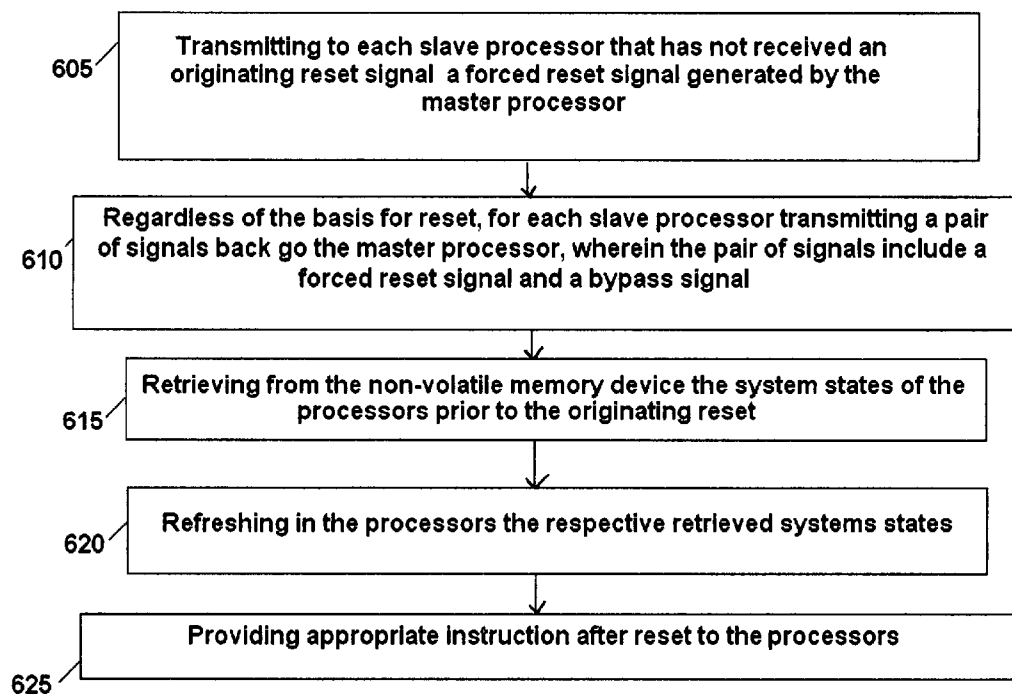 605
Transmitting to each slave processor that has not received an
originating reset signal a forced reset signal generated by the
master processor
610
Regardless of the basis for reset, for each slave processor transmitting a pair
of signals back go the master processor, wherein the pair of signals include a
forced reset signal and a bypass signal
615
Retrieving from the non-volatile memory device the system states of the
processors prior to the originating reset
620
Refreshing in the processors the respective retrieved systems states
625
Providing appropriate instruction after reset to the processors